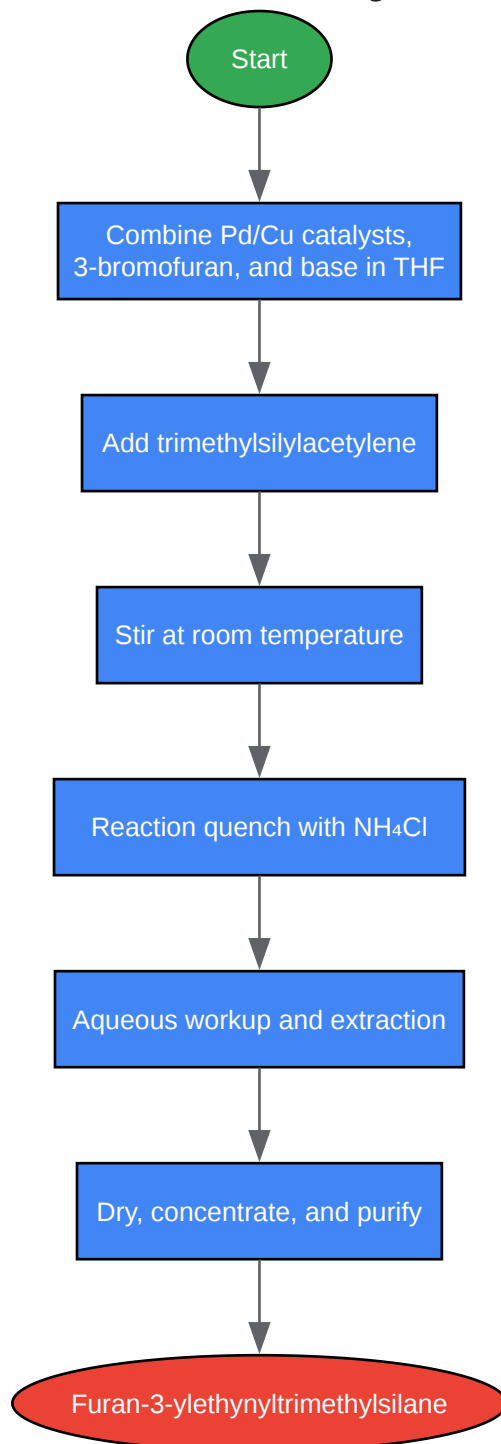 Start
Combine Pd/Cu catalysts,
3-bromofuran, and base in THF
Add trimethylsilylacetylene
Stir at room temperature
Reaction quench with NH₄Cl
Aqueous workup and extraction
Dry, concentrate, and purify
Furan-3-ylethynyltrimethylsilane